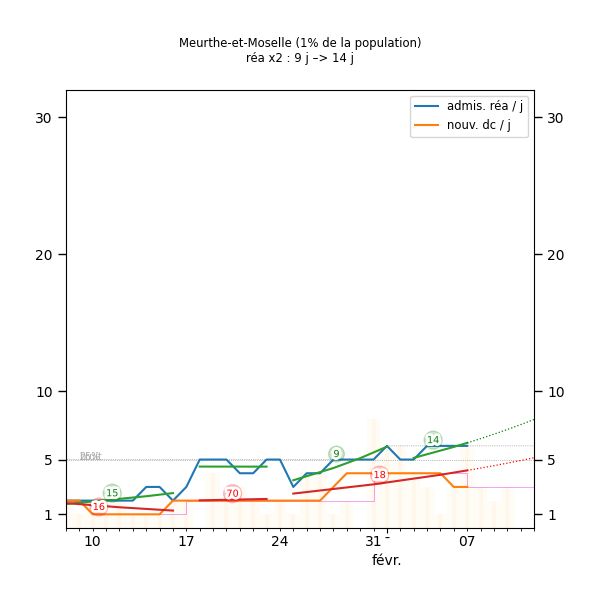 Meurthe-et-Moselle (1% de la population)
réa x2 : 9 j –> 14 j
admis. réa / j
nouv. dc / j
30 30
20 20
10 10
5 5
1 1
15
16
70
9
18
14
10 17 24 31 07
févr.